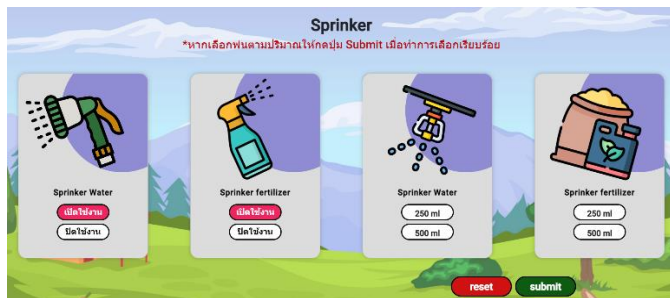 Sprinker
*หากเลือกพ่นตามปริมาณให้กดปุ่ม Submit เมื่อทำการเลือกเรียบร้อย
Sprinker Water
เปิดใช้งาน
ปิดใช้งาน
Sprinker fertilizer
เปิดใช้งาน
ปิดใช้งาน
Sprinker Water
250 ml
500 ml
Sprinker fertilizer
250 ml
500 ml
reset
submit